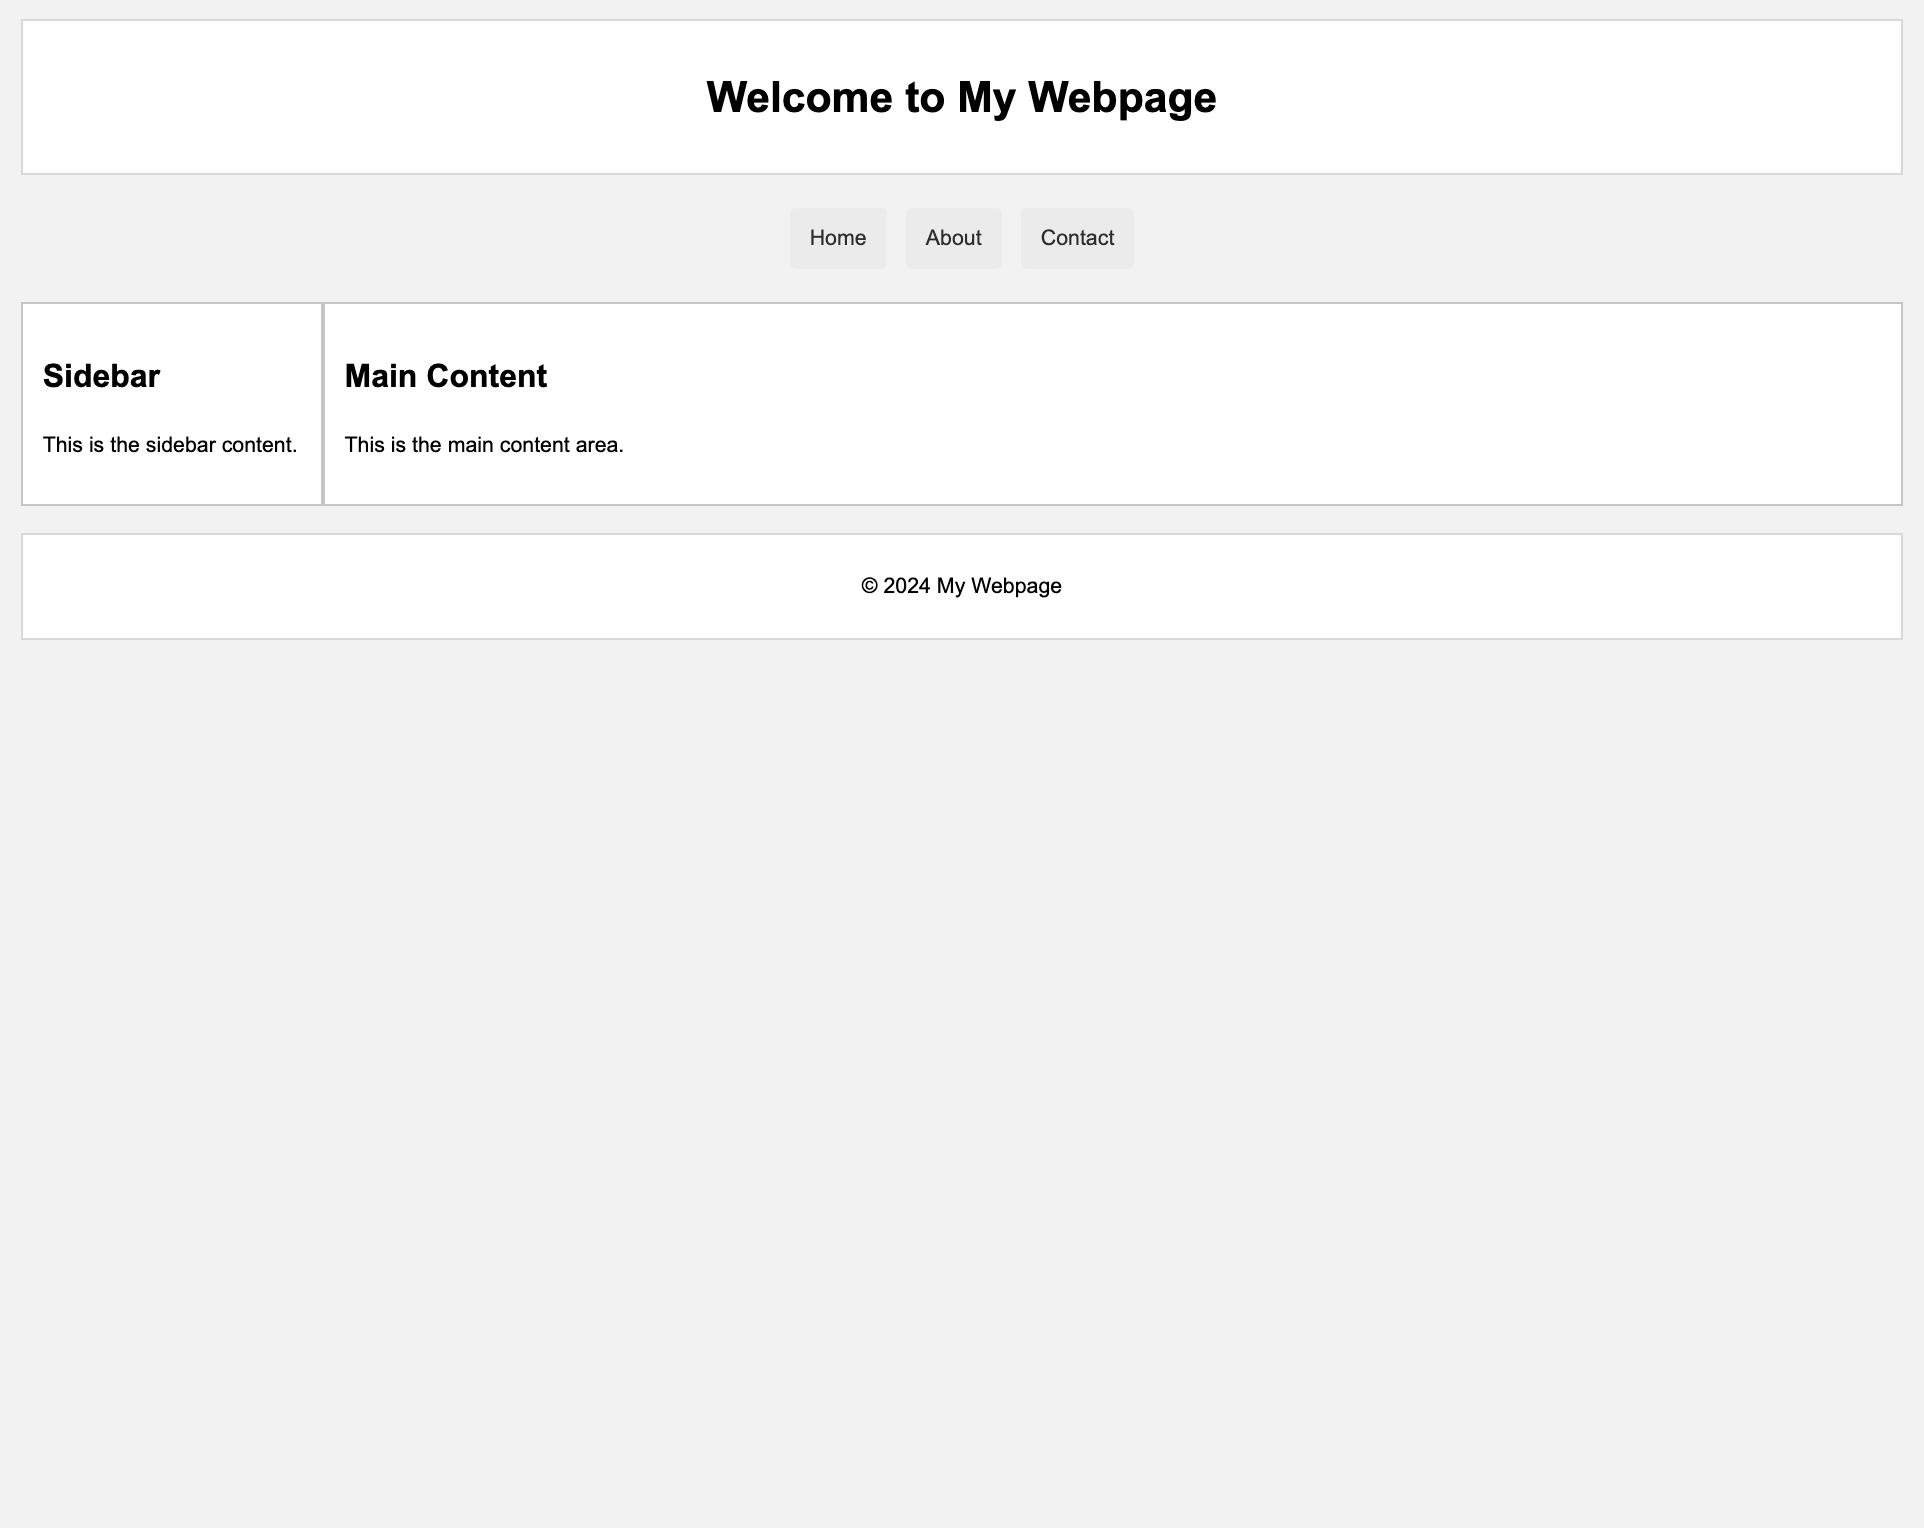 Welcome to My Webpage
Home About Contact
Sidebar
This is the sidebar content.
Main Content
This is the main content area.
© 2024 My Webpage